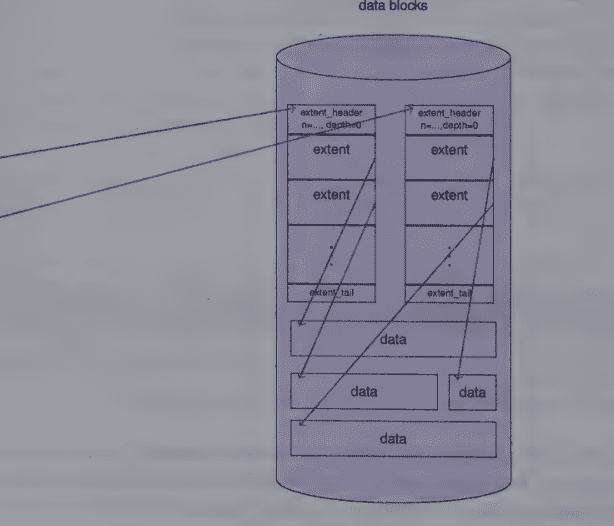 data blocks
extent_header
n=..., depth=0
extent
extent
extent_tail
extent_header
n=...,depth=0
extent
extent
extent_tail
data
data
data
data